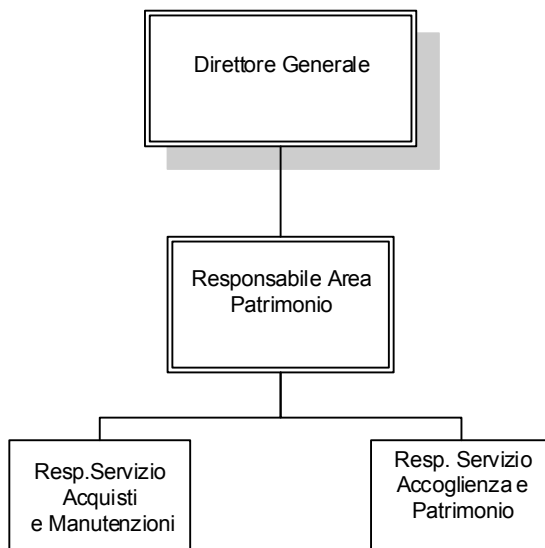 Direttore Generale
Responsabile Area
Patrimonio
Resp.Servizio
Acquisti
e Manutenzioni
Resp. Servizio
Accoglienza e
Patrimonio